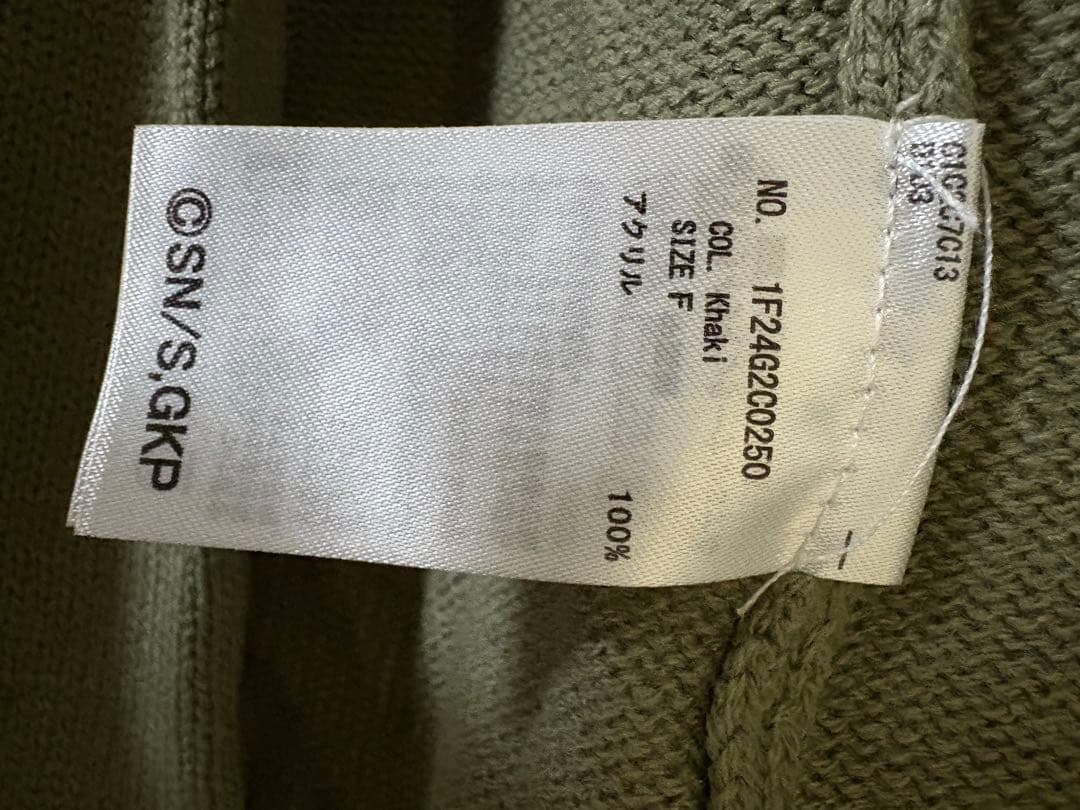 NO. 1F24G2C0250
COL. Khaki
SIZE F
アクリル 100%
©SN/S,GKP